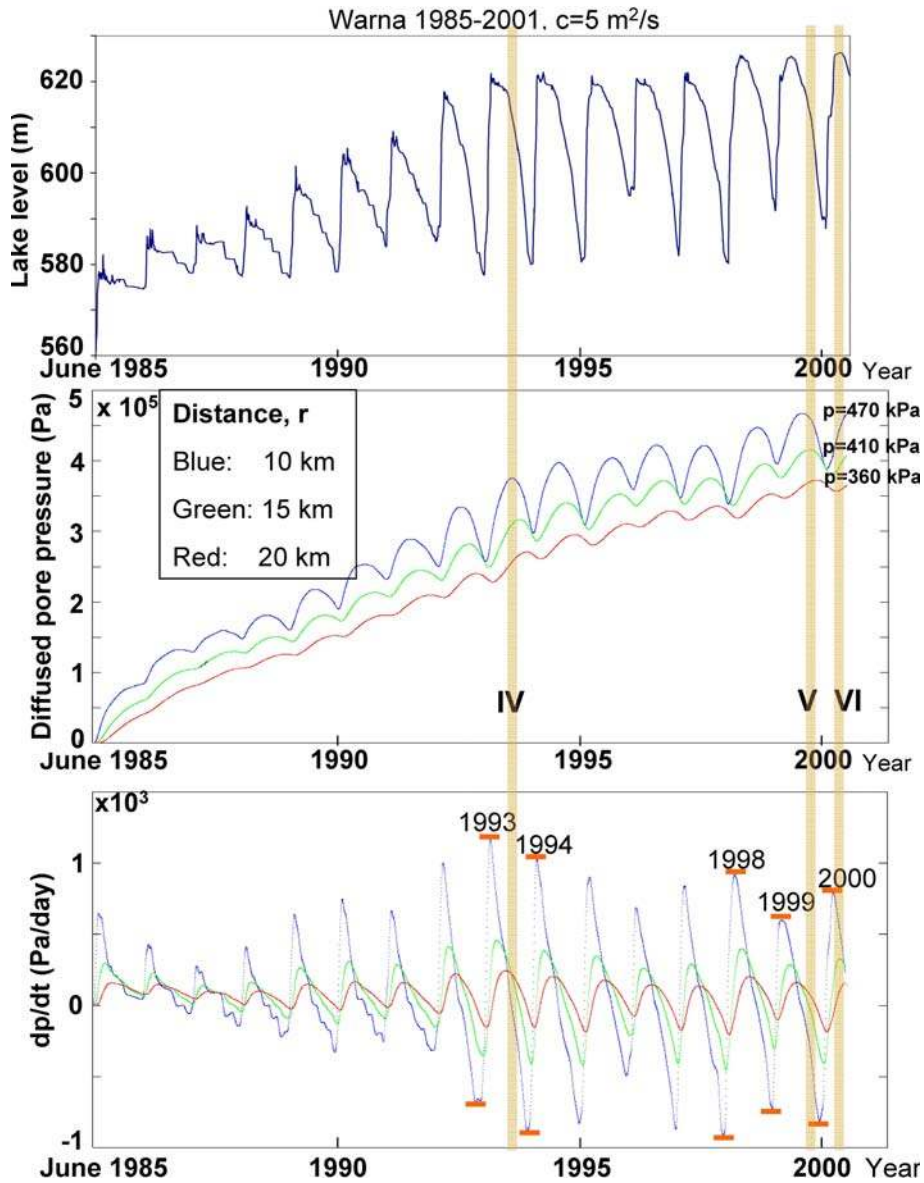 Warna 1985-2001. c=5 m²/s
Lake level (m)
620
600
580
560
June 1985 1990 1995 2000 Year
Diffused pore pressure (Pa)
x 10⁵
5
4
3
2
1
0
Distance, r
Blue: 10 km
Green: 15 km
Red: 20 km
p=470 kPa
p=410 kPa
p=360 kPa
IV V VI
June 1985 1990 1995 2000 Year
dp/dt (Pa/day)
x10³
1
0
-1
1993
1994
1998
1999
2000
June 1985 1990 1995 2000 Year